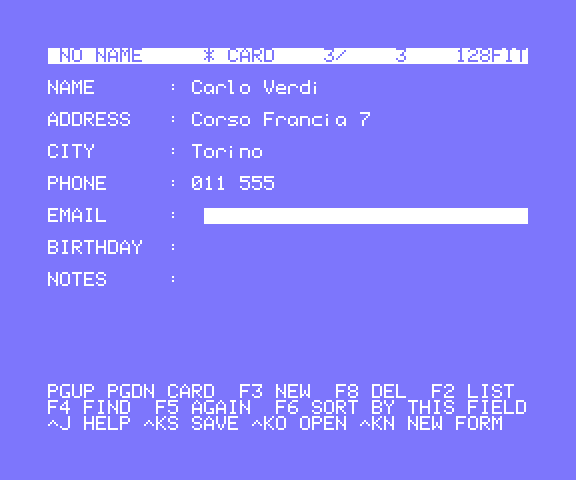 NO NAME     * CARD    3/    3    128FIT
NAME      : Carlo Verdi
ADDRESS   : Corso Francia 7
CITY      : Torino
PHONE     : 011 555
EMAIL     :
BIRTHDAY  :
NOTES     :
PGUP PGDN CARD  F3 NEW  F8 DEL  F2 LIST
F4 FIND  F5 AGAIN  F6 SORT BY THIS FIELD
^J HELP ^KS SAVE ^KO OPEN ^KN NEW FORM